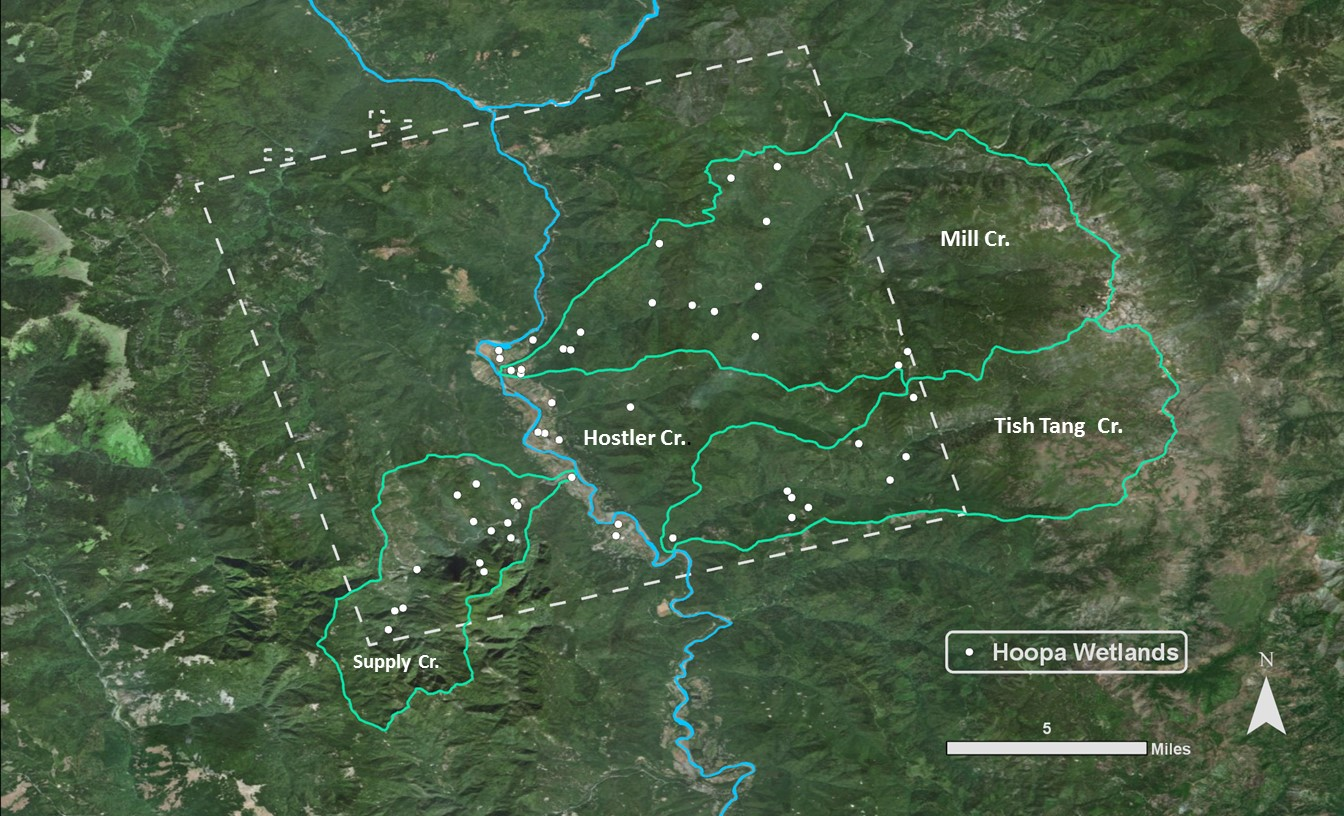 Mill Cr.
Tish Tang Cr.
Hostler Cr.
Supply Cr.
Hoopa Wetlands
N
5
Miles